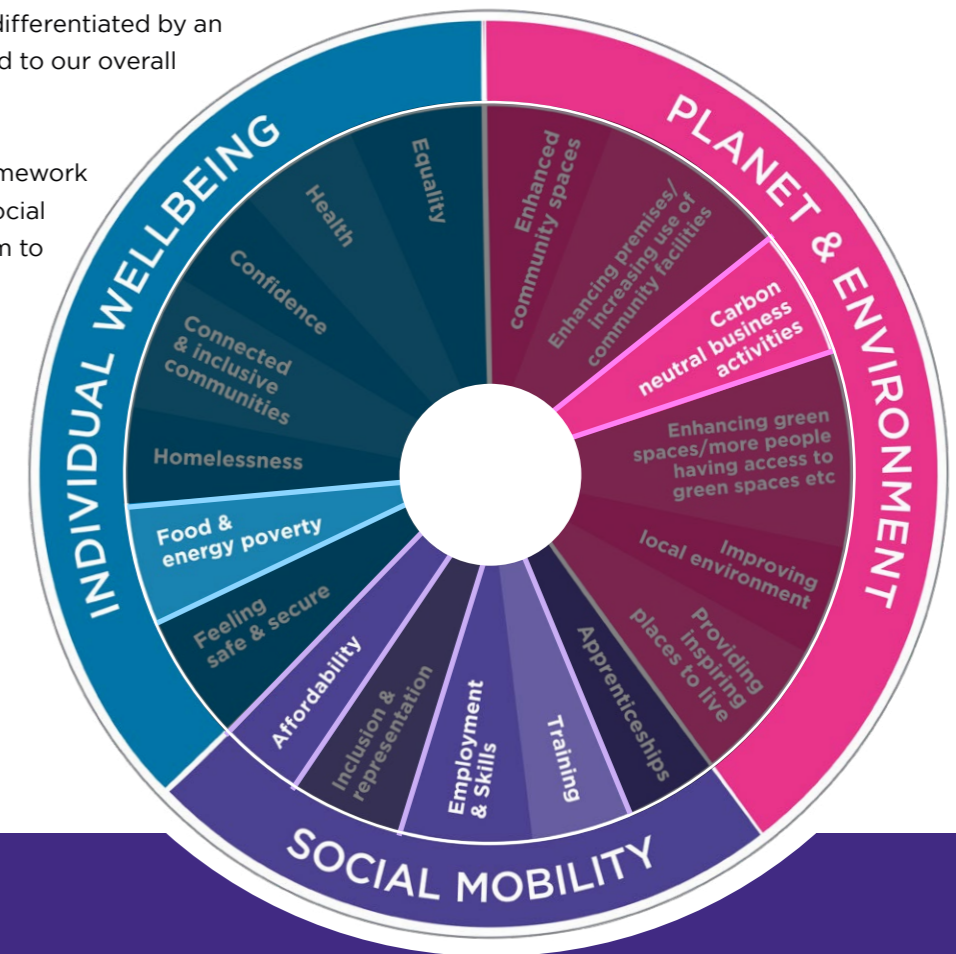 differentiated by an
d to our overall
mework
ocial
m to
INDIVIDUAL WELLBEING
Equality
Health
Confidence
Connected
& inclusive
communities
Homelessness
Food &
energy poverty
Feeling
safe & secure
PLANET & ENVIRONMENT
Enhanced
community spaces
Enhancing premises/
increasing use of
community facilities
Carbon
neutral business
activities
Enhancing green
spaces/more people
having access to
green spaces etc
Improving
local environment
Providing
inspiring
places to live
SOCIAL MOBILITY
Affordability
Inclusion &
representation
Employment
& Skills
Training
Apprenticeships